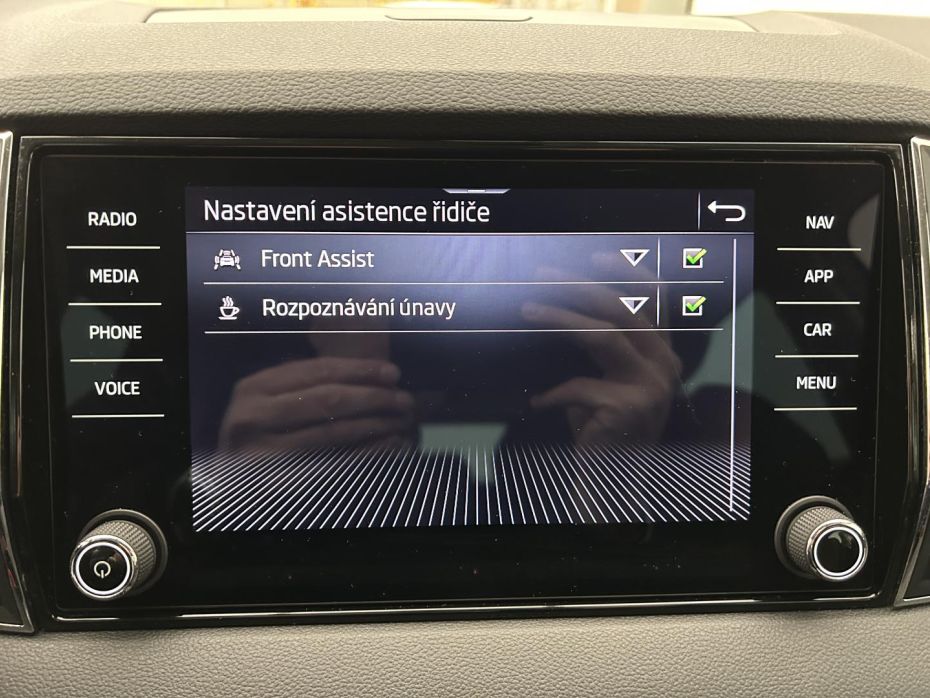 Nastavení asistence řidiče
RADIO
MEDIA
PHONE
VOICE
Front Assist
Rozpoznávání únavy
NAV
APP
CAR
MENU